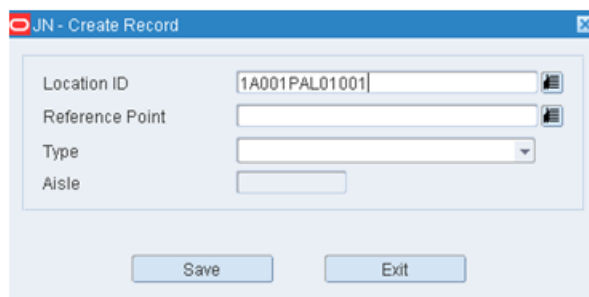 JN - Create Record
Location ID 1A001PAL01001
Reference Point
Type
Aisle
Save Exit